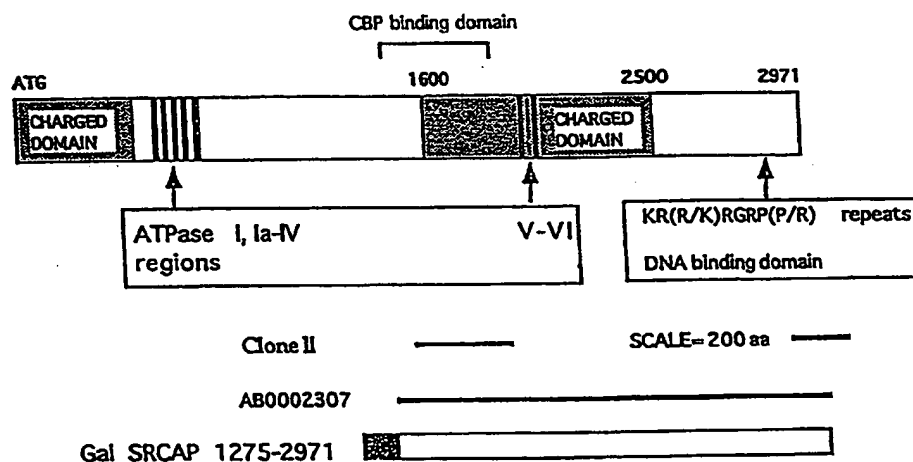 CBP binding domain
ATG 1600 2500 2971
CHARGED DOMAIN CHARGED DOMAIN
ATPase I, Ia-IV V-VI
regions
KR(R/K)RGRP(P/R) repeats
DNA binding domain
Clone II SCALE= 200 aa
AB0002307
Gal SRCAP 1275-2971